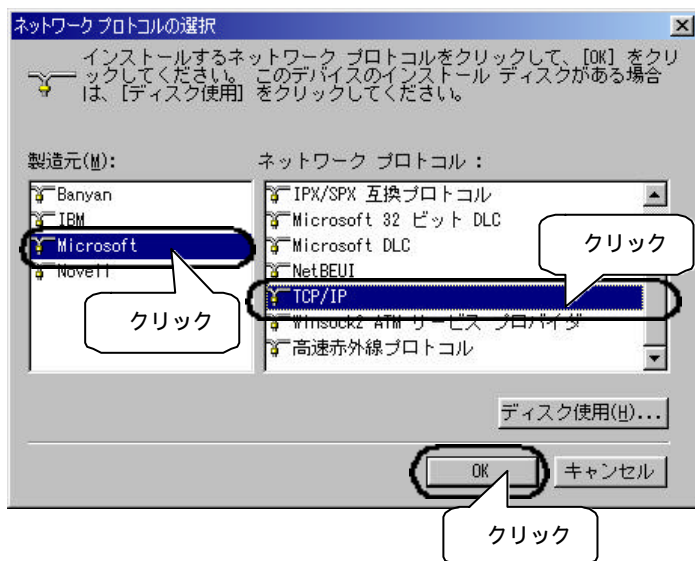 ネットワーク プロトコルの選択
インストールするネットワーク プロトコルをクリックして、[OK] をクリ
ックしてください。 このデバイスのインストール ディスクがある場合
は、[ディスク使用] をクリックしてください。
製造元(M):
ネットワーク プロトコル :
Banyan
IBM
Microsoft
Novell
IPX/SPX 互換プロトコル
Microsoft 32 ビット DLC
Microsoft DLC
NetBEUI
TCP/IP
Winsock2 ATM サービス プロバイダ
高速赤外線プロトコル
クリック
クリック
ディスク使用(H)...
OK
キャンセル
クリック